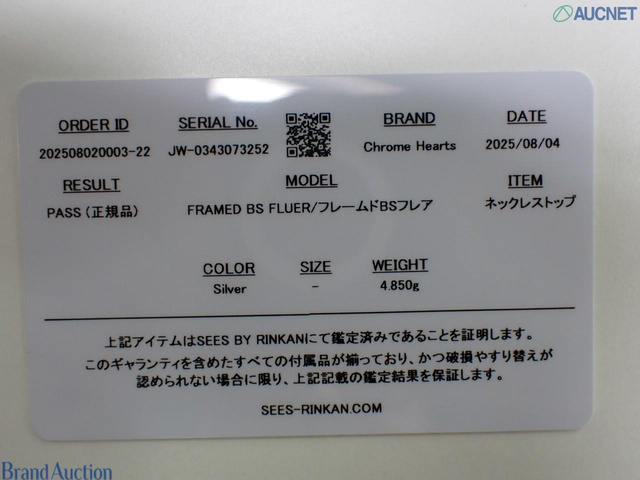 AUCNET
ORDER ID
202508020003-22
SERIAL No.
JW-0343073252
BRAND
Chrome Hearts
DATE
2025/08/04
RESULT
PASS（正規品）
MODEL
FRAMED BS FLUER/フレームドBSフレア
ITEM
ネックレストップ
COLOR
Silver
SIZE
-
WEIGHT
4.850g
上記アイテムはSEES BY RINKANにて鑑定済みであることを証明します。
このギャランティを含めたすべての付属品が揃っており、かつ破損やすり替えが
認められない場合に限り、上記記載の鑑定結果を保証します。
SEES-RINKAN.COM
Brand Auction